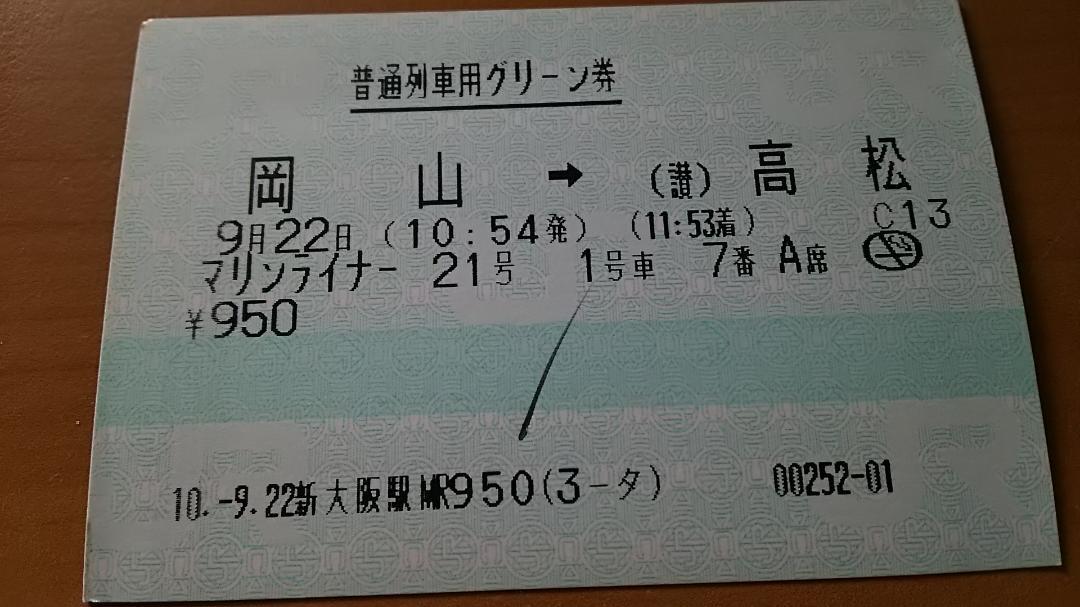 普通列車用グリーン券
岡山 → (讃)高松
9月22日 (10:54発) (11:53着) C13
マリンライナー 21号 1号車 7番 A席
¥950
10.-9.22新大阪駅MR950(3-タ) 00252-01